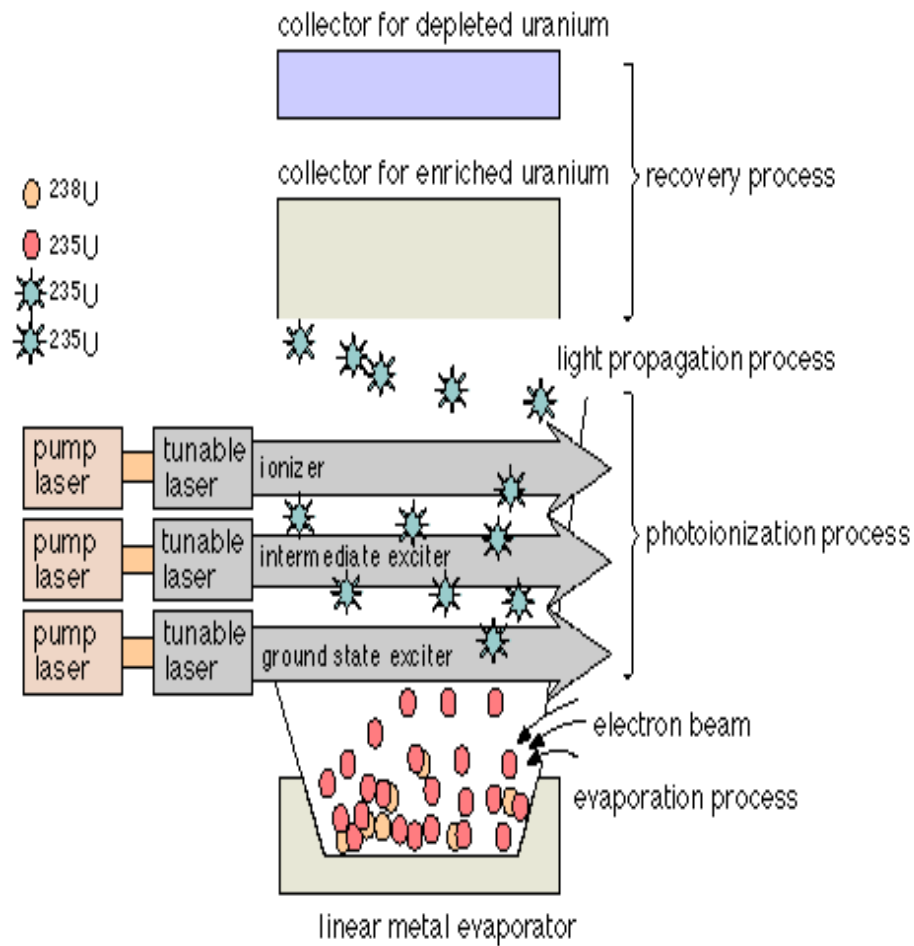 collector for depleted uranium
collector for enriched uranium
recovery process
238U
235U
235U
235U
light propagation process
pump
laser
tunable
laser
ionizer
pump
laser
tunable
laser
intermediate exciter
photoionization process
pump
laser
tunable
laser
ground state exciter
electron beam
evaporation process
linear metal evaporator